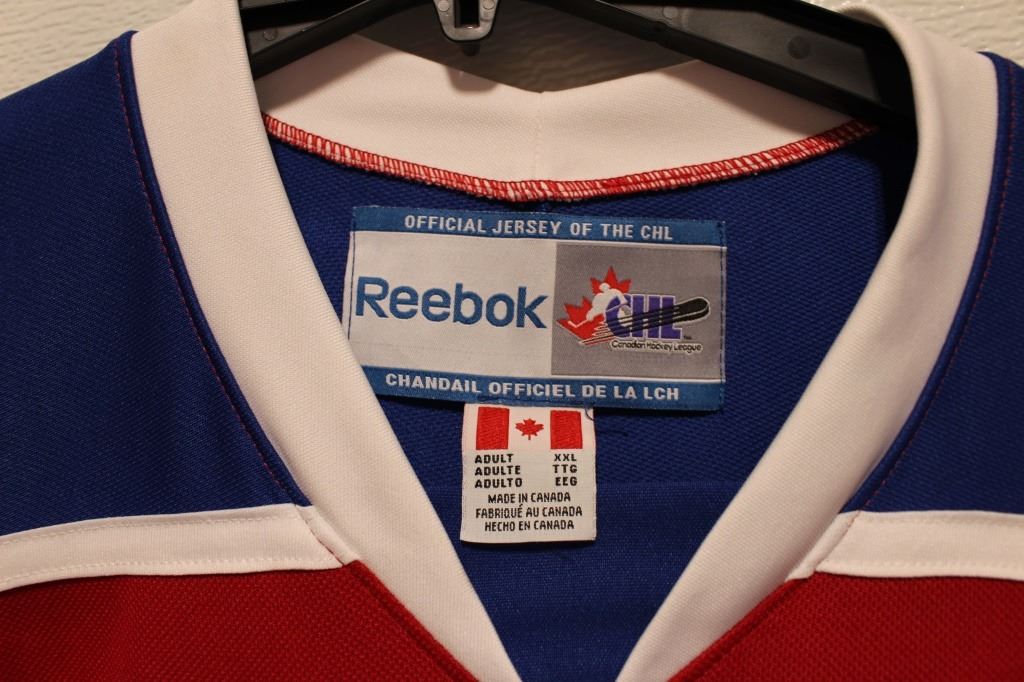 OFFICIAL JERSEY OF THE CHL
Reebok
CHL
Canadian Hockey League
CHANDAIL OFFICIEL DE LA LCH
ADULT XXL
ADULTE TTG
ADULTO EEG
MADE IN CANADA
FABRIQUÉ AU CANADA
HECHO EN CANADA